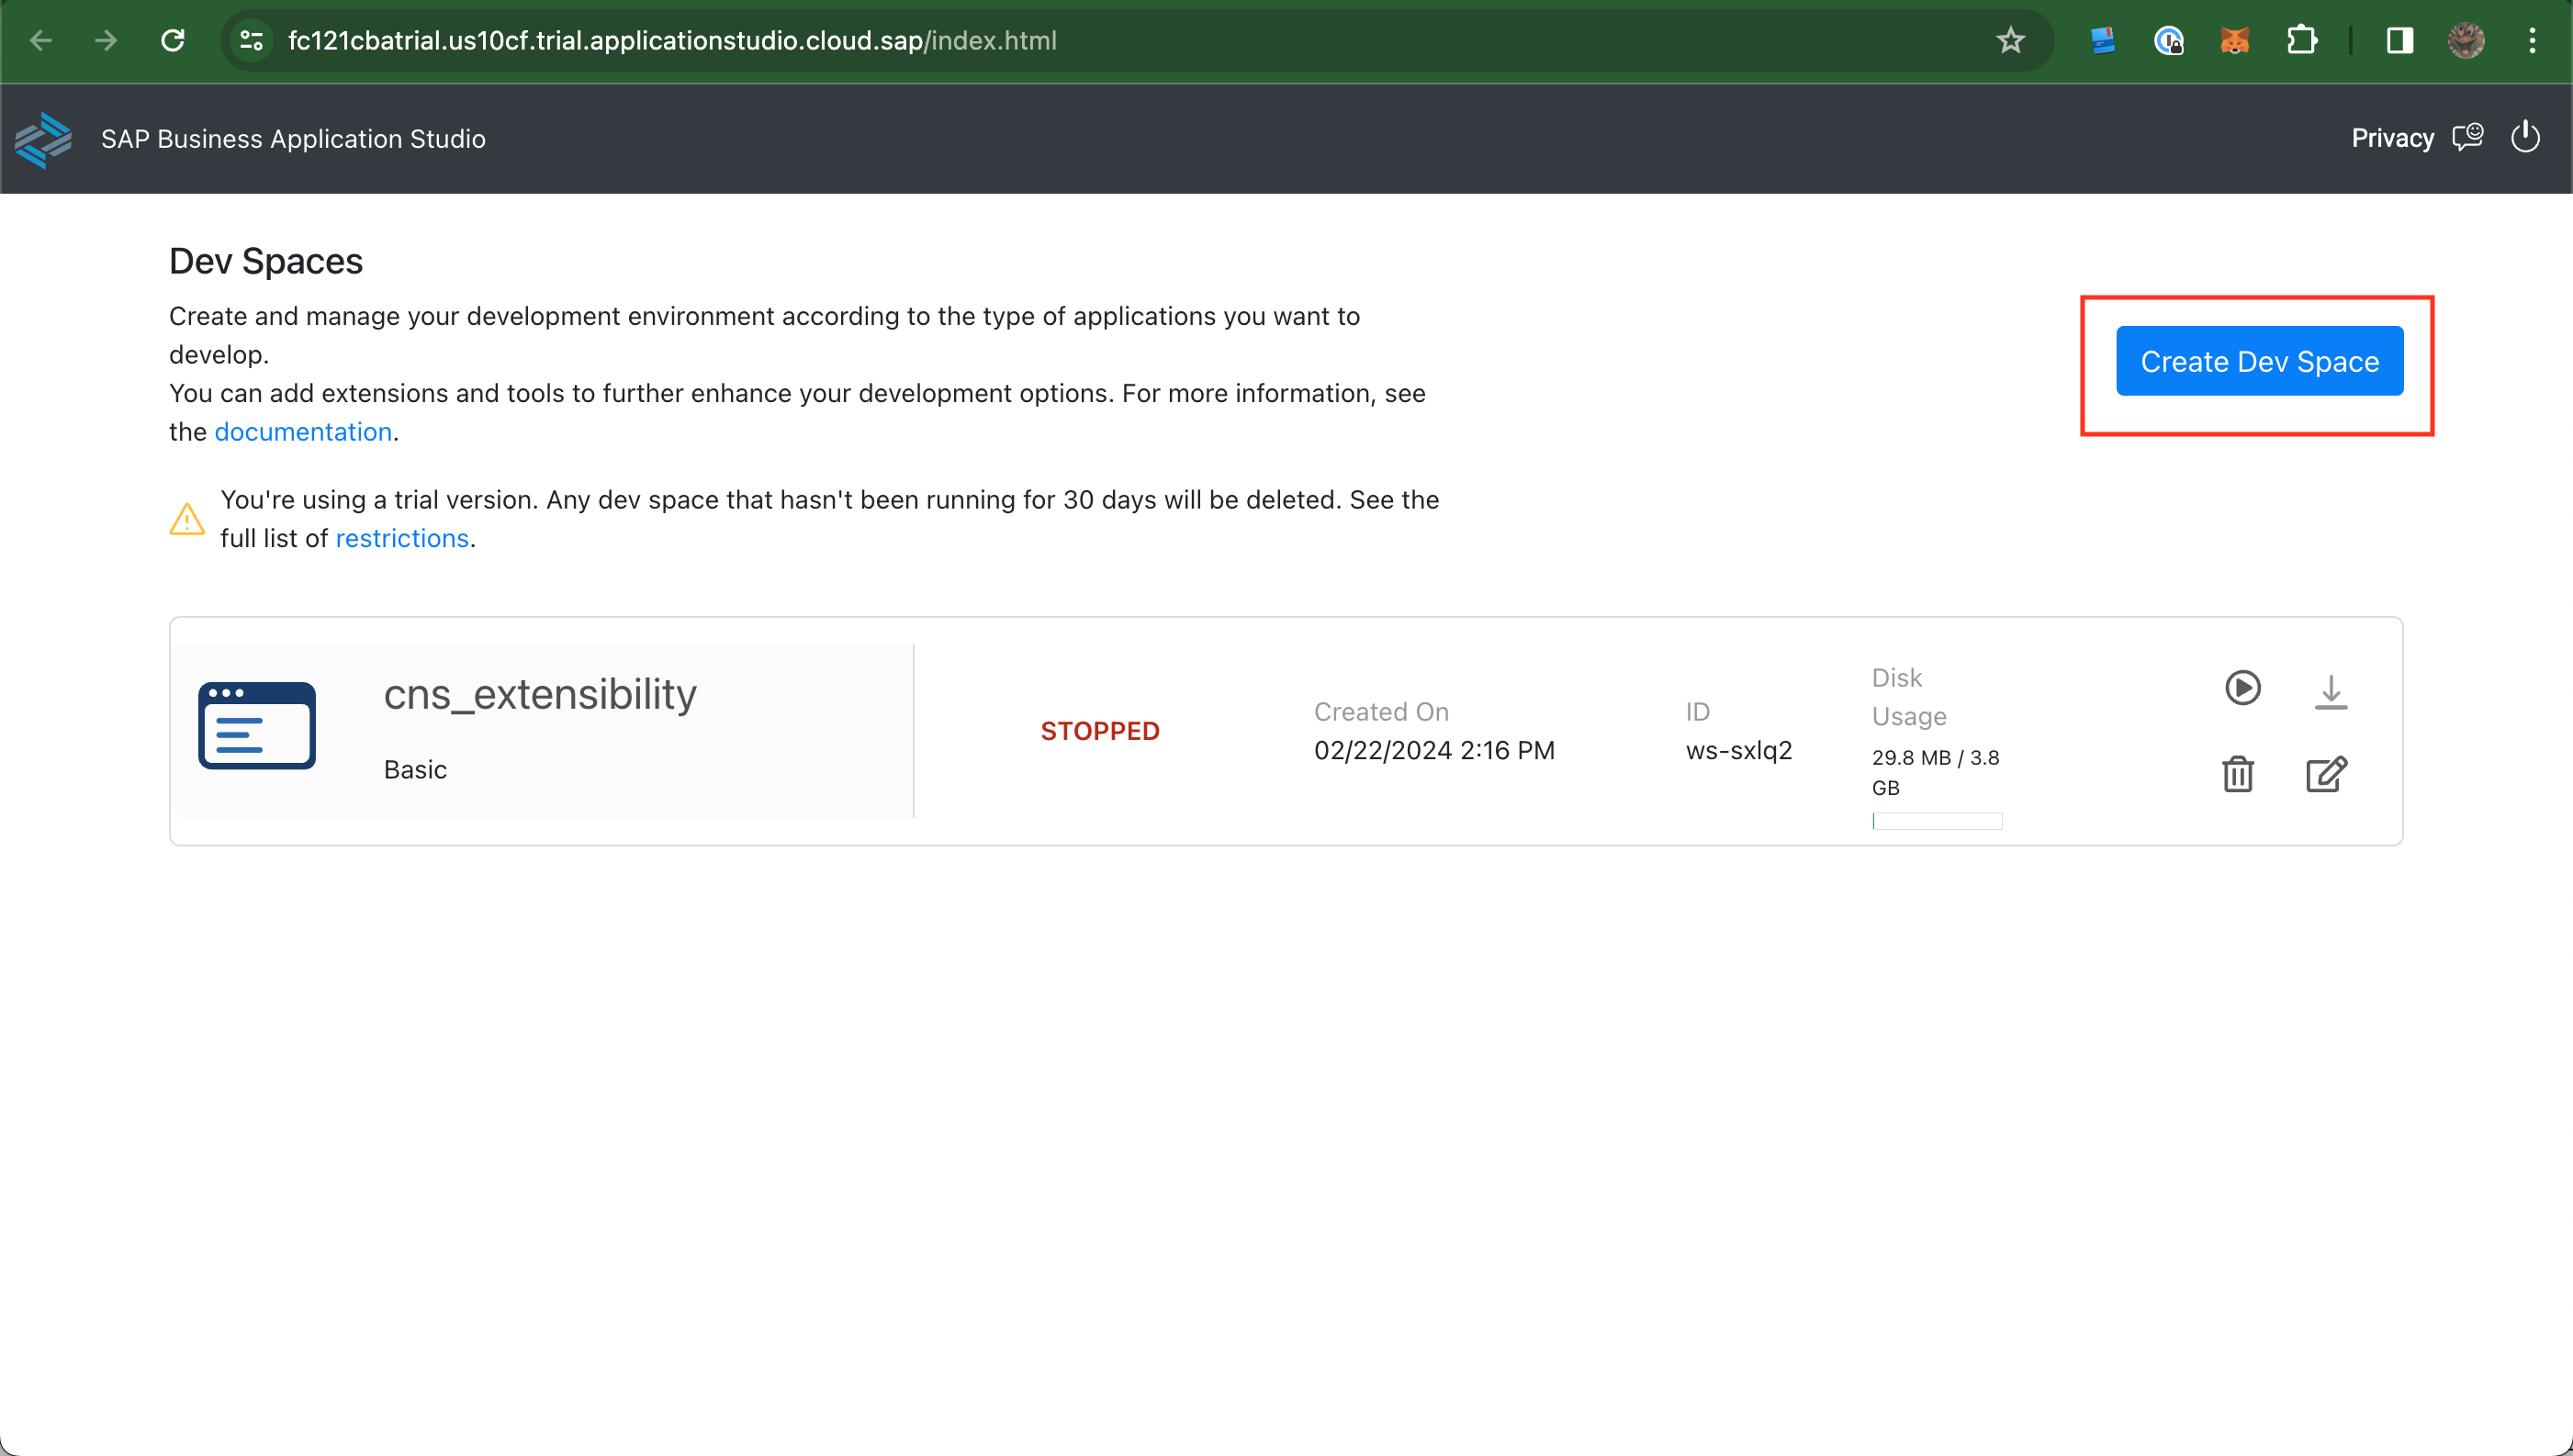 fc121cbatrial.us10cf.trial.applicationstudio.cloud.sap/index.html
SAP Business Application Studio
Privacy
Dev Spaces
Create and manage your development environment according to the type of applications you want to
develop.
You can add extensions and tools to further enhance your development options. For more information, see
the documentation.
Create Dev Space
You're using a trial version. Any dev space that hasn't been running for 30 days will be deleted. See the
full list of restrictions.
cns_extensibility
Basic
STOPPED
Created On
02/22/2024 2:16 PM
ID
ws-sxlq2
Disk
Usage
29.8 MB / 3.8
GB